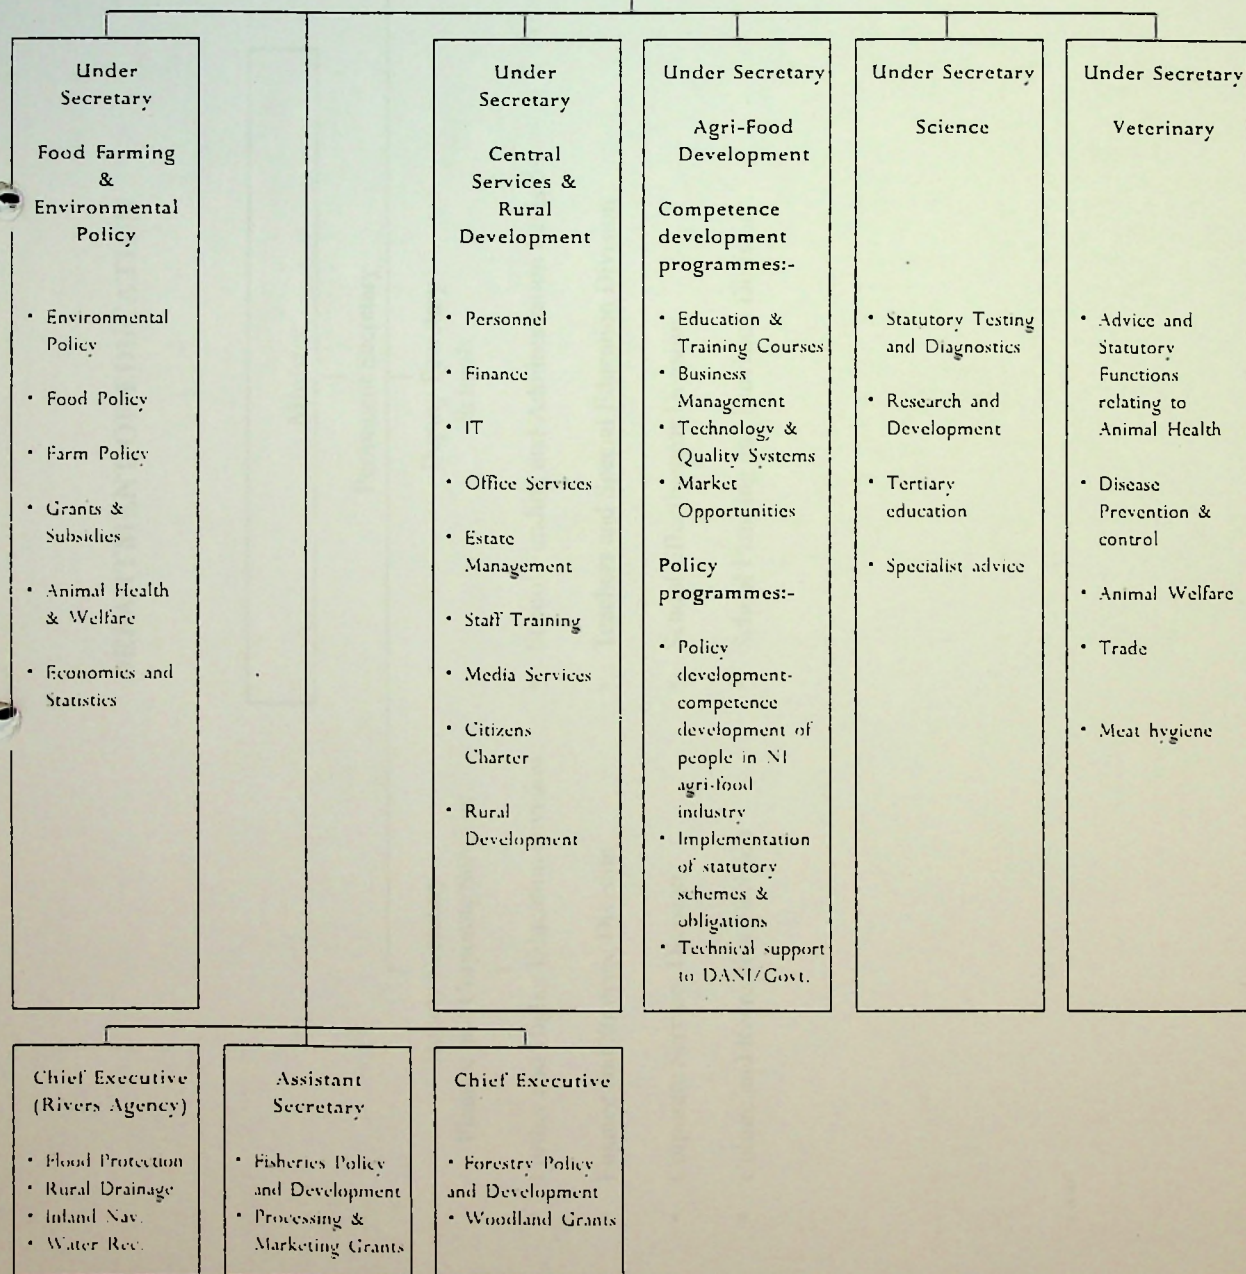 Under
Secretary
Food Farming
&
Environmental
Policy
• Environmental
Policy
• Food Policy
• Farm Policy
• Grants &
Subsidies
• Animal Health
& Welfare
• Economics and
Statistics
Under
Secretary
Central
Services &
Rural
Development
• Personnel
• Finance
• IT
• Office Services
• Estate
Management
• Staff Training
• Media Services
• Citizens
Charter
• Rural
Development
Under Secretary
Agri-Food
Development
Competence
development
programmes:-
• Education &
Training Courses
• Business
Management
• Technology &
Quality Systems
• Market
Opportunities
Policy
programmes:-
• Policy
development-
competence
development of
people in NI
agri-food
industry
• Implementation
of statutory
schemes &
obligations
• Technical support
to DANI/Govt.
Under Secretary
Science
• Statutory Testing
and Diagnostics
• Research and
Development
• Tertiary
education
• Specialist advice
Under Secretary
Veterinary
• Advice and
Statutory
Functions
relating to
Animal Health
• Disease
Prevention &
control
• Animal Welfare
• Trade
• Meat hygiene
Chief Executive
(Rivers Agency)
• Flood Protection
• Rural Drainage
• Inland Nav.
• Water Rec.
Assistant
Secretary
• Fisheries Policy
and Development
• Processing &
Marketing Grants
Chief Executive
• Forestry Policy
and Development
• Woodland Grants